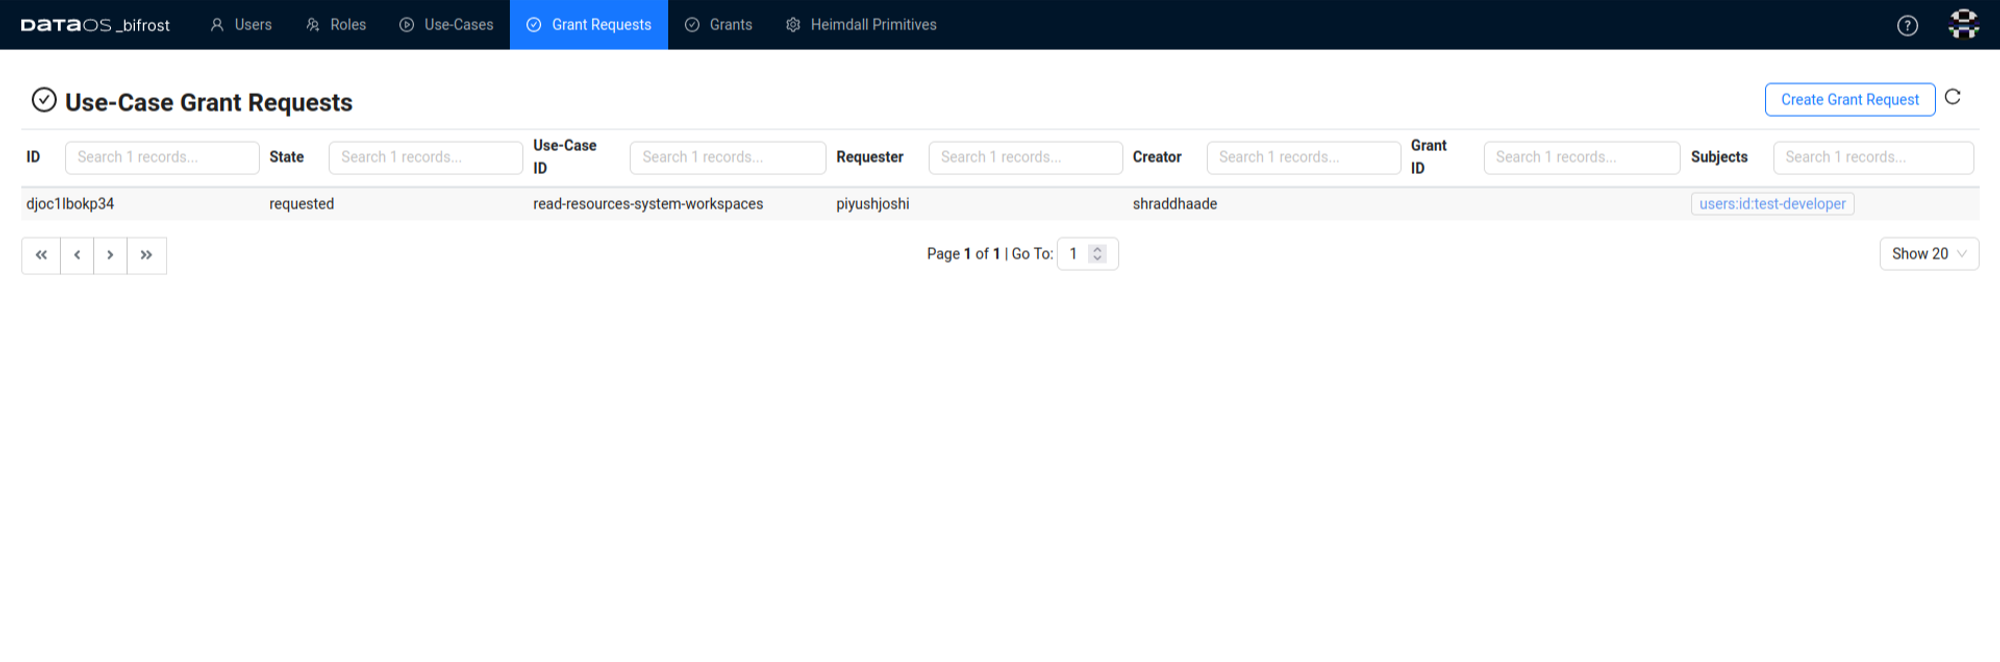 DATAOS_bifrost Users Roles Use-Cases Grant Requests Grants Heimdall Primitives ?
Use-Case Grant Requests Create Grant Request
ID Search 1 records... State Search 1 records... Use-Case ID Search 1 records... Requester Search 1 records... Creator Search 1 records... Grant ID Search 1 records... Subjects Search 1 records...
djoc1lbokp34 requested read-resources-system-workspaces piyushjoshi shraddhaade users:id:test-developer
« ‹ › » Page 1 of 1 | Go To: 1 Show 20